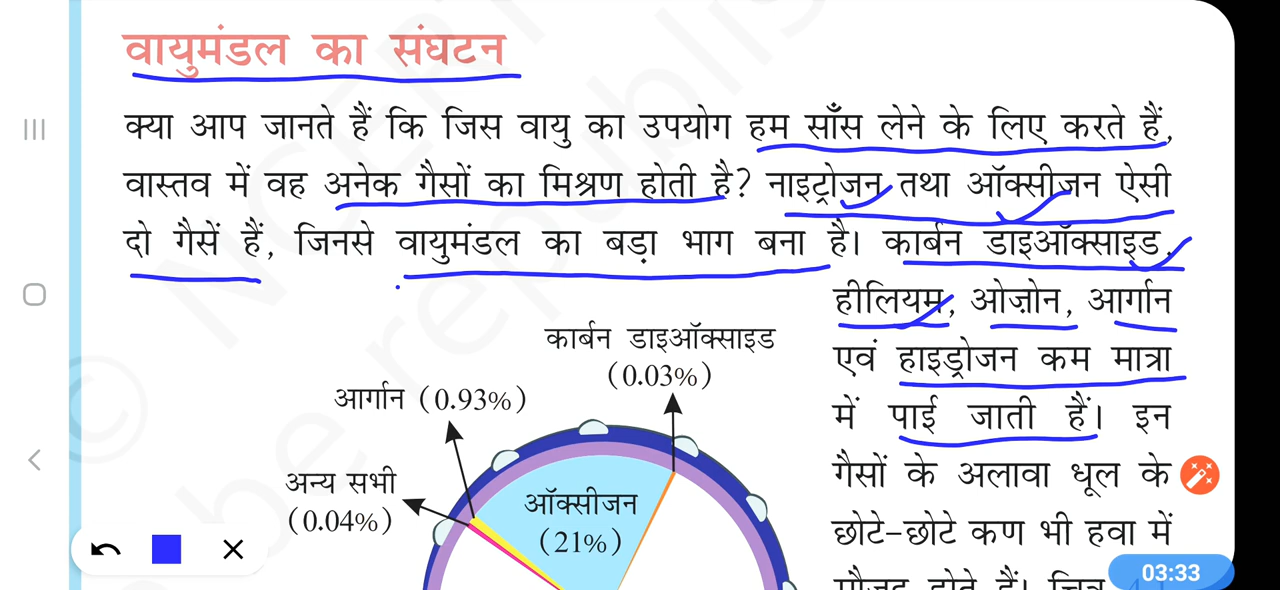 वायुमंडल का संघटन
क्या आप जानते हैं कि जिस वायु का उपयोग हम साँस लेने के लिए करते हैं,
वास्तव में वह अनेक गैसों का मिश्रण होती है? नाइट्रोजन तथा ऑक्सीजन ऐसी
दो गैसें हैं, जिनसे वायुमंडल का बड़ा भाग बना है। कार्बन डाइऑक्साइड,
हीलियम, ओज़ोन, आर्गान
एवं हाइड्रोजन कम मात्रा
में पाई जाती हैं। इन
गैसों के अलावा धूल के
छोटे-छोटे कण भी हवा में
कार्बन डाइऑक्साइड
(0.03%)
आर्गान (0.93%)
अन्य सभी
(0.04%)
ऑक्सीजन
(21%)
03:33